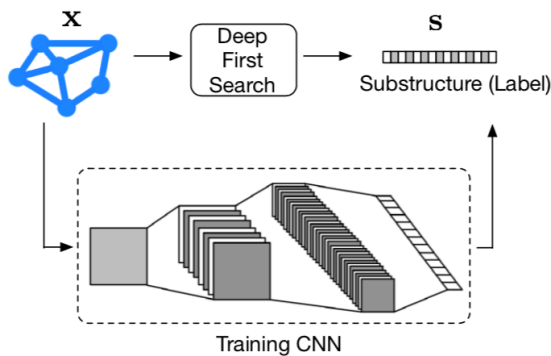 X
S
Deep
First
Search
Substructure (Label)
Training CNN